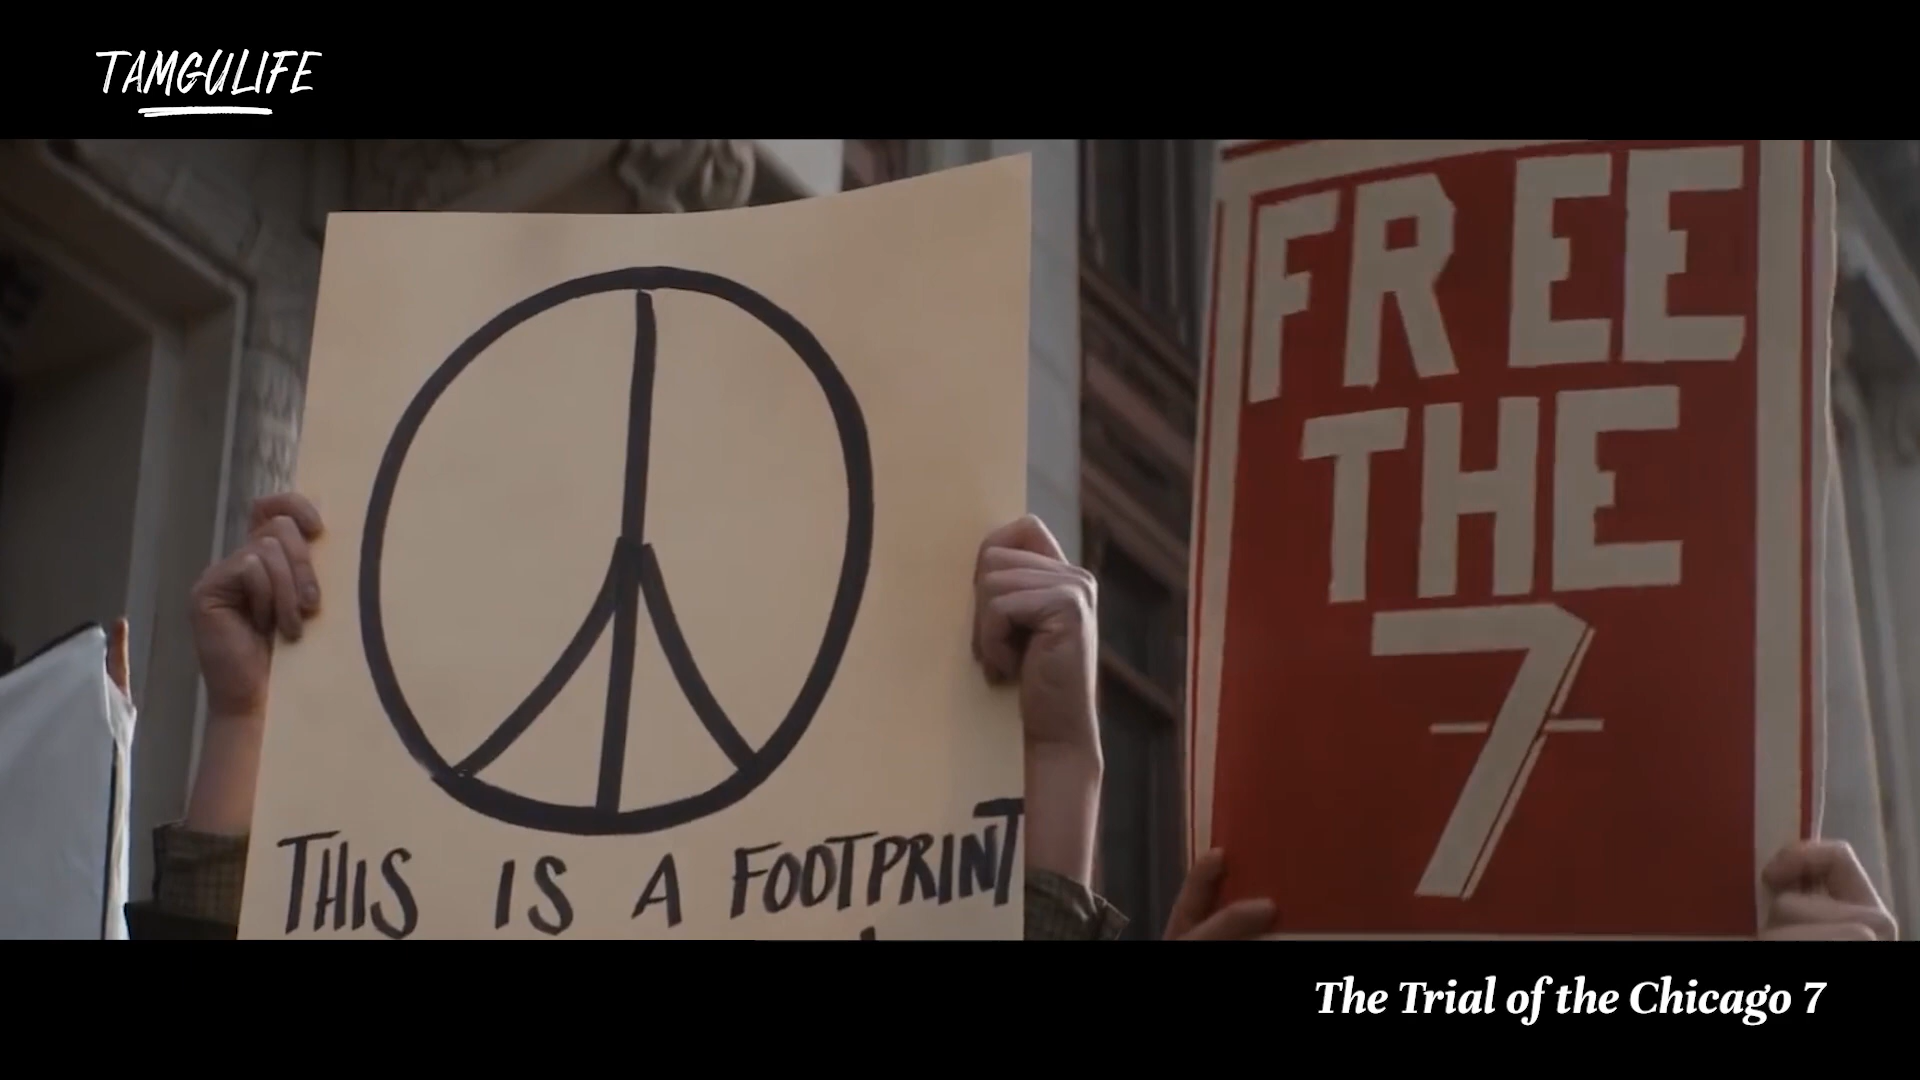 TAMGULIFE
THIS IS A FOOTPRINT
FREE
THE
7
The Trial of the Chicago 7